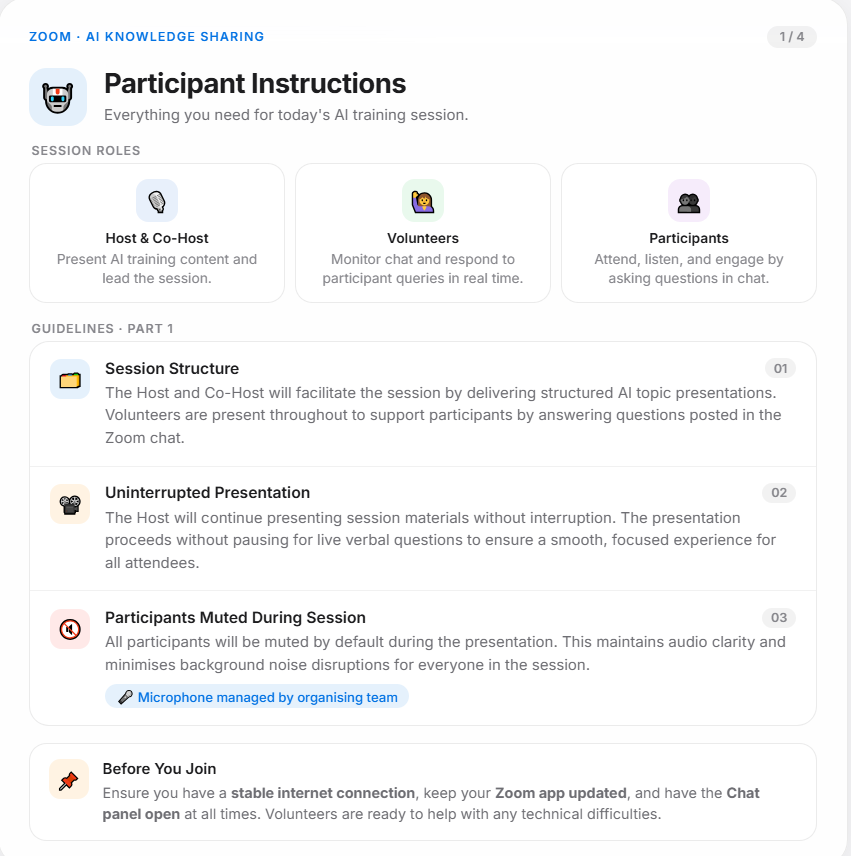 ZOOM · AI KNOWLEDGE SHARING
1 / 4
Participant Instructions
Everything you need for today's AI training session.
SESSION ROLES
Host & Co-Host
Present AI training content and
lead the session.
Volunteers
Monitor chat and respond to
participant queries in real time.
Participants
Attend, listen, and engage by
asking questions in chat.
GUIDELINES · PART 1
Session Structure
01
The Host and Co-Host will facilitate the session by delivering structured AI topic presentations.
Volunteers are present throughout to support participants by answering questions posted in the
Zoom chat.
Uninterrupted Presentation
02
The Host will continue presenting session materials without interruption. The presentation
proceeds without pausing for live verbal questions to ensure a smooth, focused experience for
all attendees.
Participants Muted During Session
03
All participants will be muted by default during the presentation. This maintains audio clarity and
minimises background noise disruptions for everyone in the session.
Microphone managed by organising team
Before You Join
Ensure you have a stable internet connection, keep your Zoom app updated, and have the Chat
panel open at all times. Volunteers are ready to help with any technical difficulties.